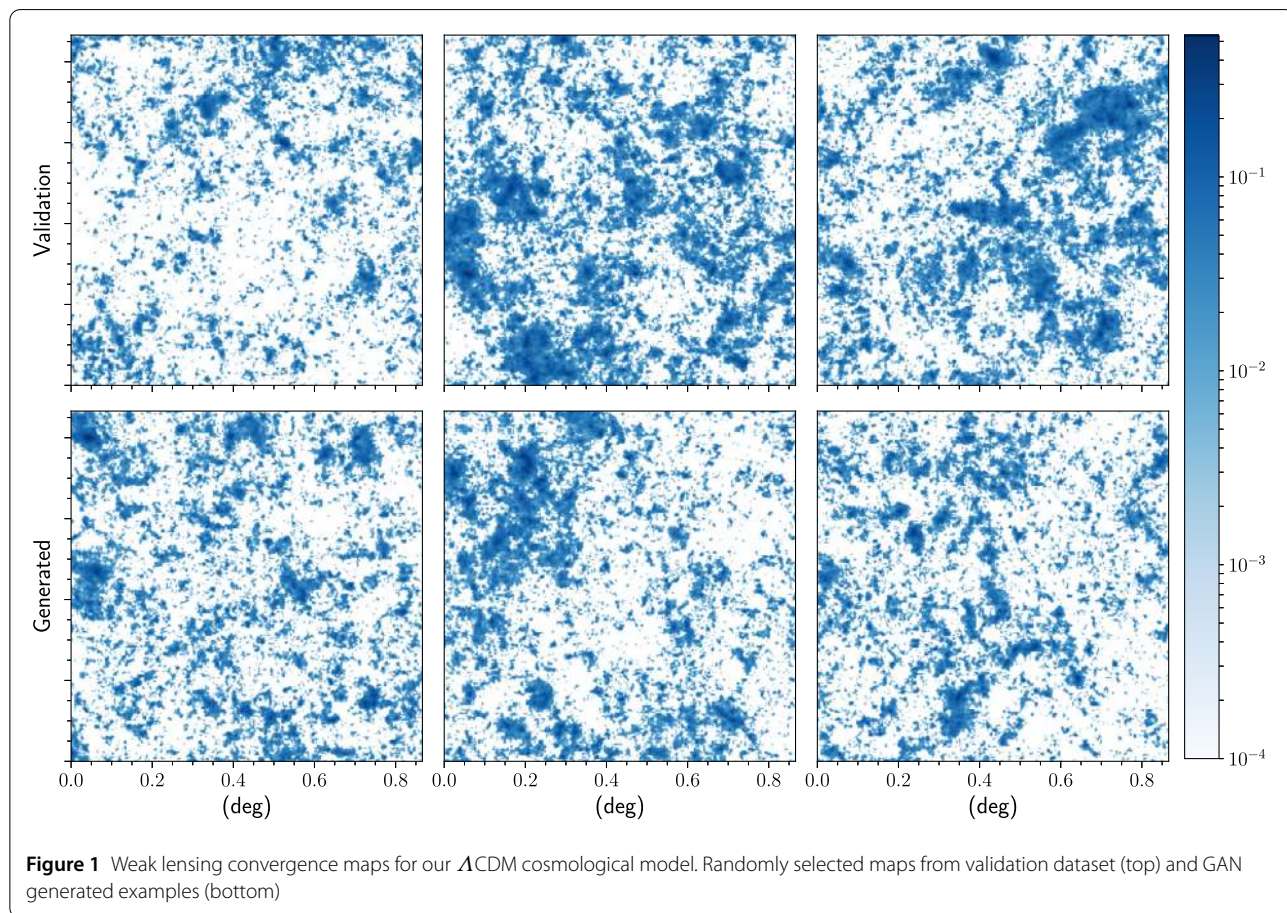 Validation
10⁻¹
10⁻²
10⁻³
10⁻⁴
Generated
0.0 0.2 0.4 0.6 0.8 0.0 0.2 0.4 0.6 0.8 0.0 0.2 0.4 0.6 0.8
(deg) (deg) (deg)
Figure 1 Weak lensing convergence maps for our ΛCDM cosmological model. Randomly selected maps from validation dataset (top) and GAN
generated examples (bottom)